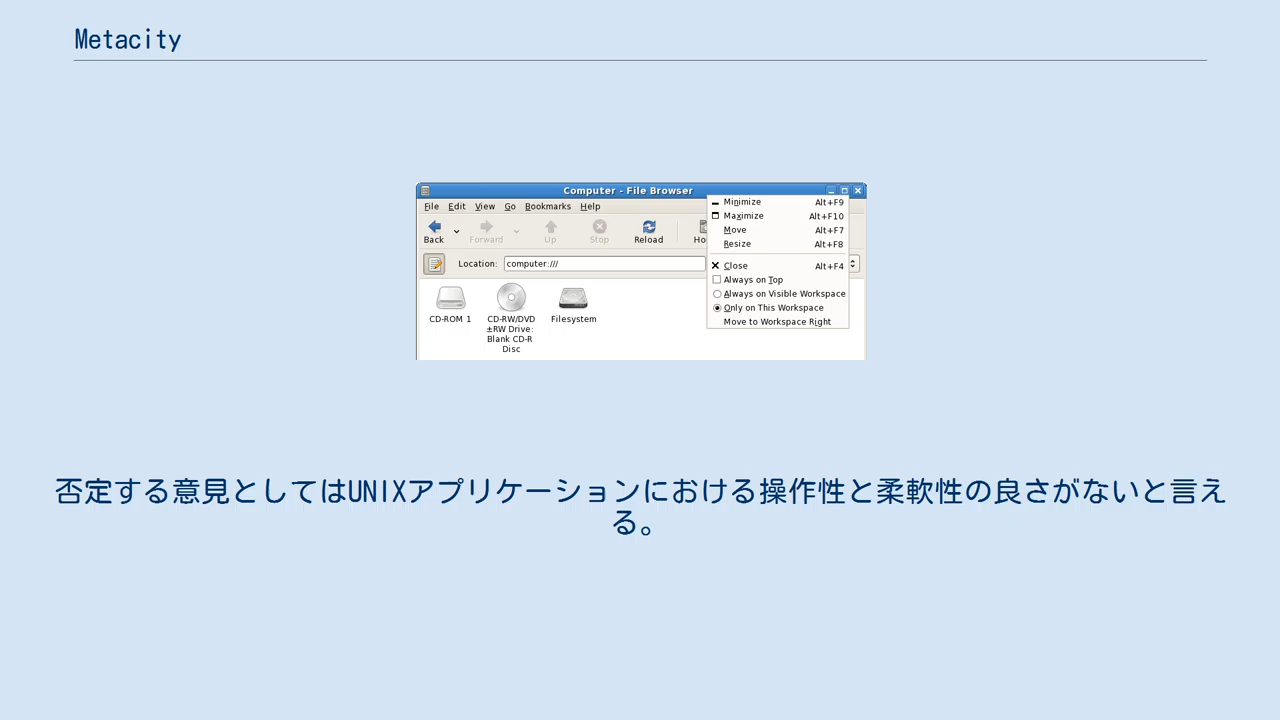 Metacity
Computer - File Browser
File Edit View Go Bookmarks Help
Back Forward Up Stop Reload
Location: computer:///
Minimize Alt+F9
Maximize Alt+F10
Move Alt+F7
Resize Alt+F8
Close Alt+F4
Always on Top
Always on Visible Workspace
Only on This Workspace
Move to Workspace Right
CD-ROM 1
CD-RW/DVD
±RW Drive:
Blank CD-R
Disc
Filesystem
否定する意見としてはUNIXアプリケーションにおける操作性と柔軟性の良さがないと言え
る。